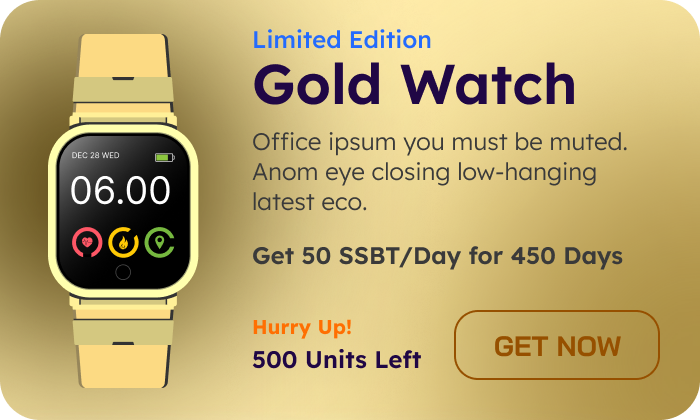 Limited Edition
Gold Watch
DEC 28 WED
06.00
Office ipsum you must be muted.
Anom eye closing low-hanging
latest eco.
Get 50 SSBT/Day for 450 Days
Hurry Up!
500 Units Left
GET NOW